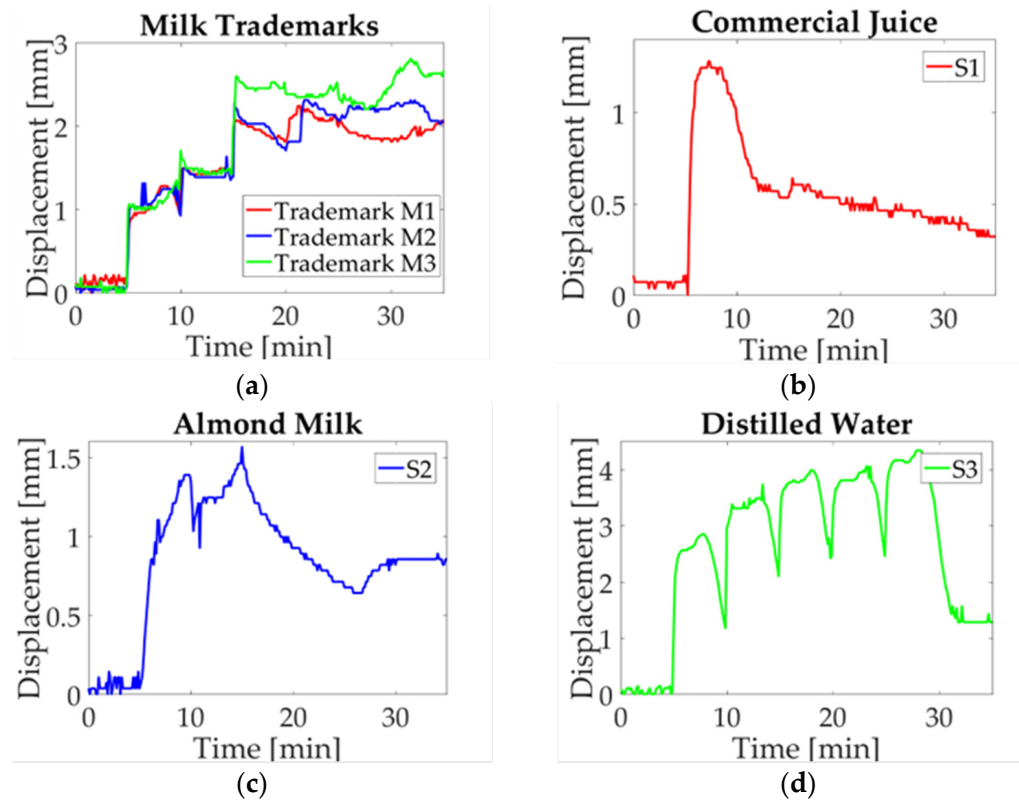 Milk Trademarks
3
2
1
0
Displacement [mm]
Trademark M1
Trademark M2
Trademark M3
0 10 20 30
Time [min]
(a)
Commercial Juice
1
0.5
0
Displacement [mm]
S1
0 10 20 30
Time [min]
(b)
Almond Milk
1.5
1
0.5
0
Displacement [mm]
S2
0 10 20 30
Time [min]
(c)
Distilled Water
4
3
2
1
0
Displacement [mm]
S3
0 10 20 30
Time [min]
(d)